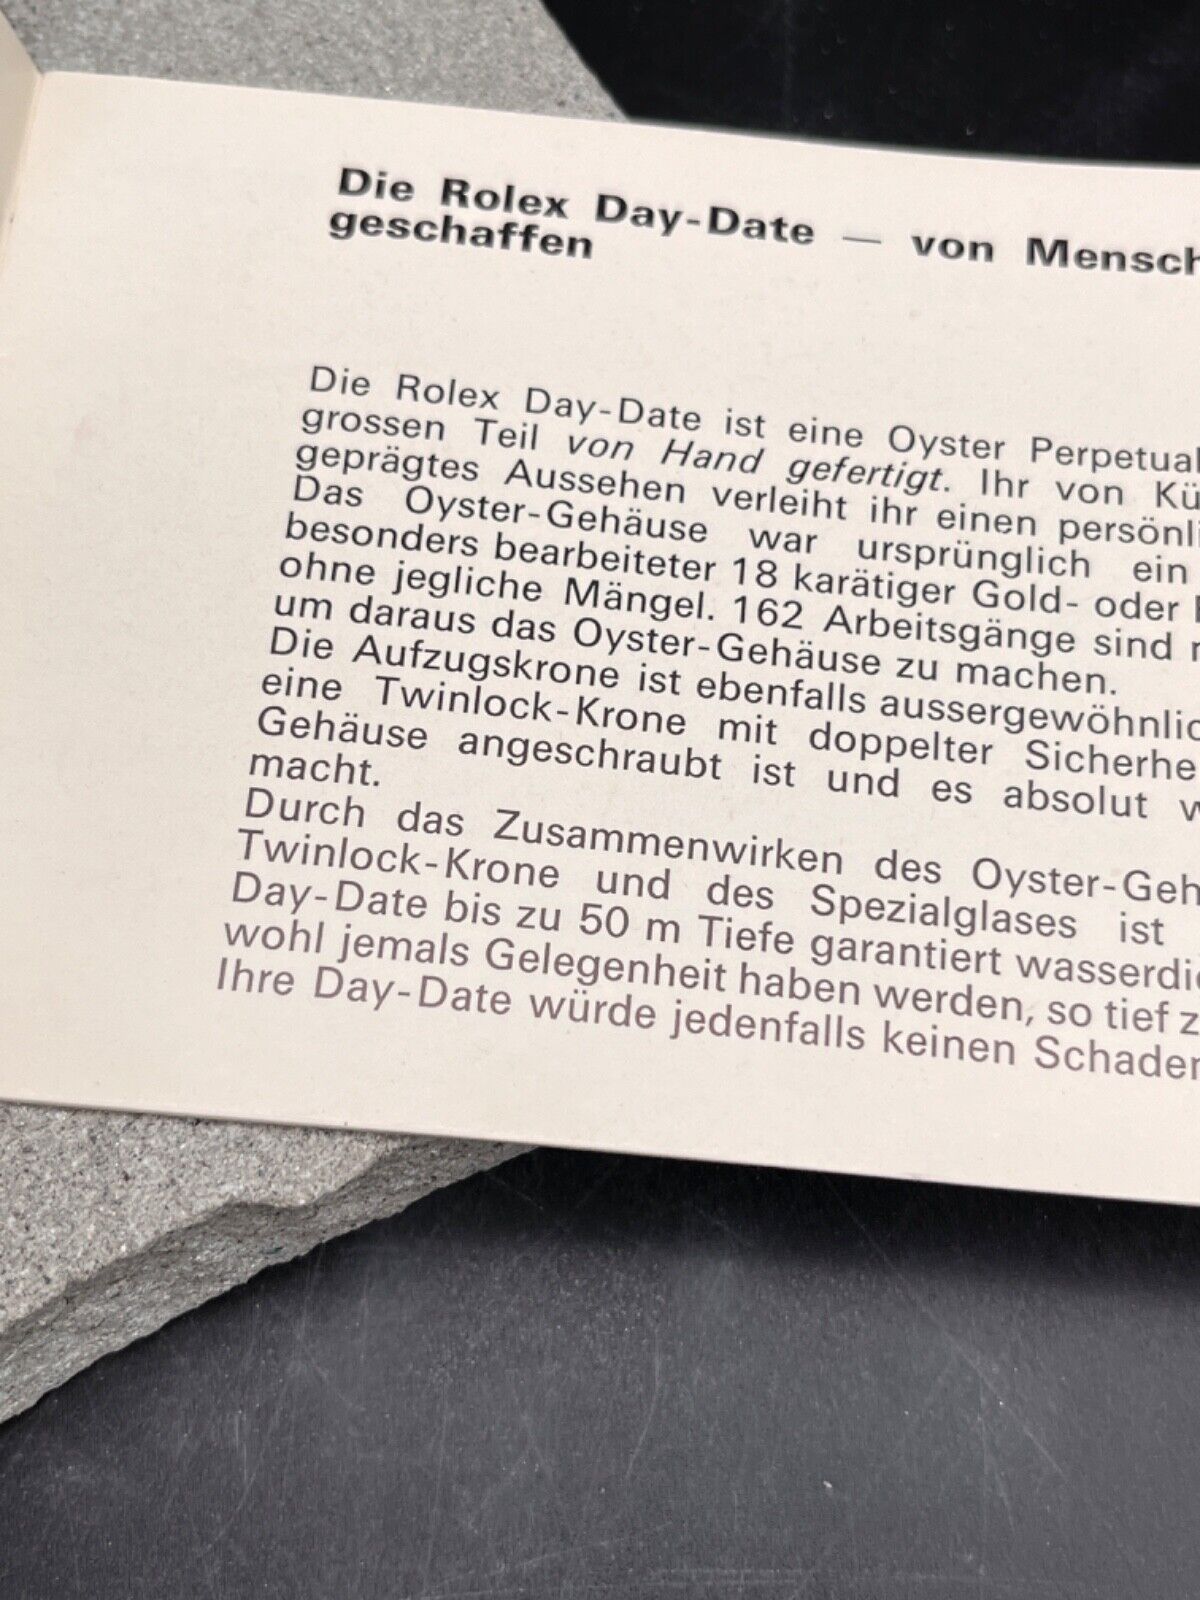 Die Rolex Day-Date — von Mensch
geschaffen
Die Rolex Day-Date ist eine Oyster Perpetual
grossen Teil von Hand gefertigt. Ihr von Kü
geprägtes Aussehen verleiht ihr einen persönli
Das Oyster-Gehäuse war ursprünglich ein
besonders bearbeiteter 18 karätiger Gold- oder
ohne jegliche Mängel. 162 Arbeitsgänge sind
um daraus das Oyster-Gehäuse zu machen.
Die Aufzugskrone ist ebenfalls aussergewöhnlic
eine Twinlock-Krone mit doppelter Sicherhe
Gehäuse angeschraubt ist und es absolut w
macht.
Durch das Zusammenwirken des Oyster-Geh
Twinlock-Krone und des Spezialglases ist
Day-Date bis zu 50 m Tiefe garantiert wasserdic
wohl jemals Gelegenheit haben werden, so tief z
Ihre Day-Date würde jedenfalls keinen Schaden